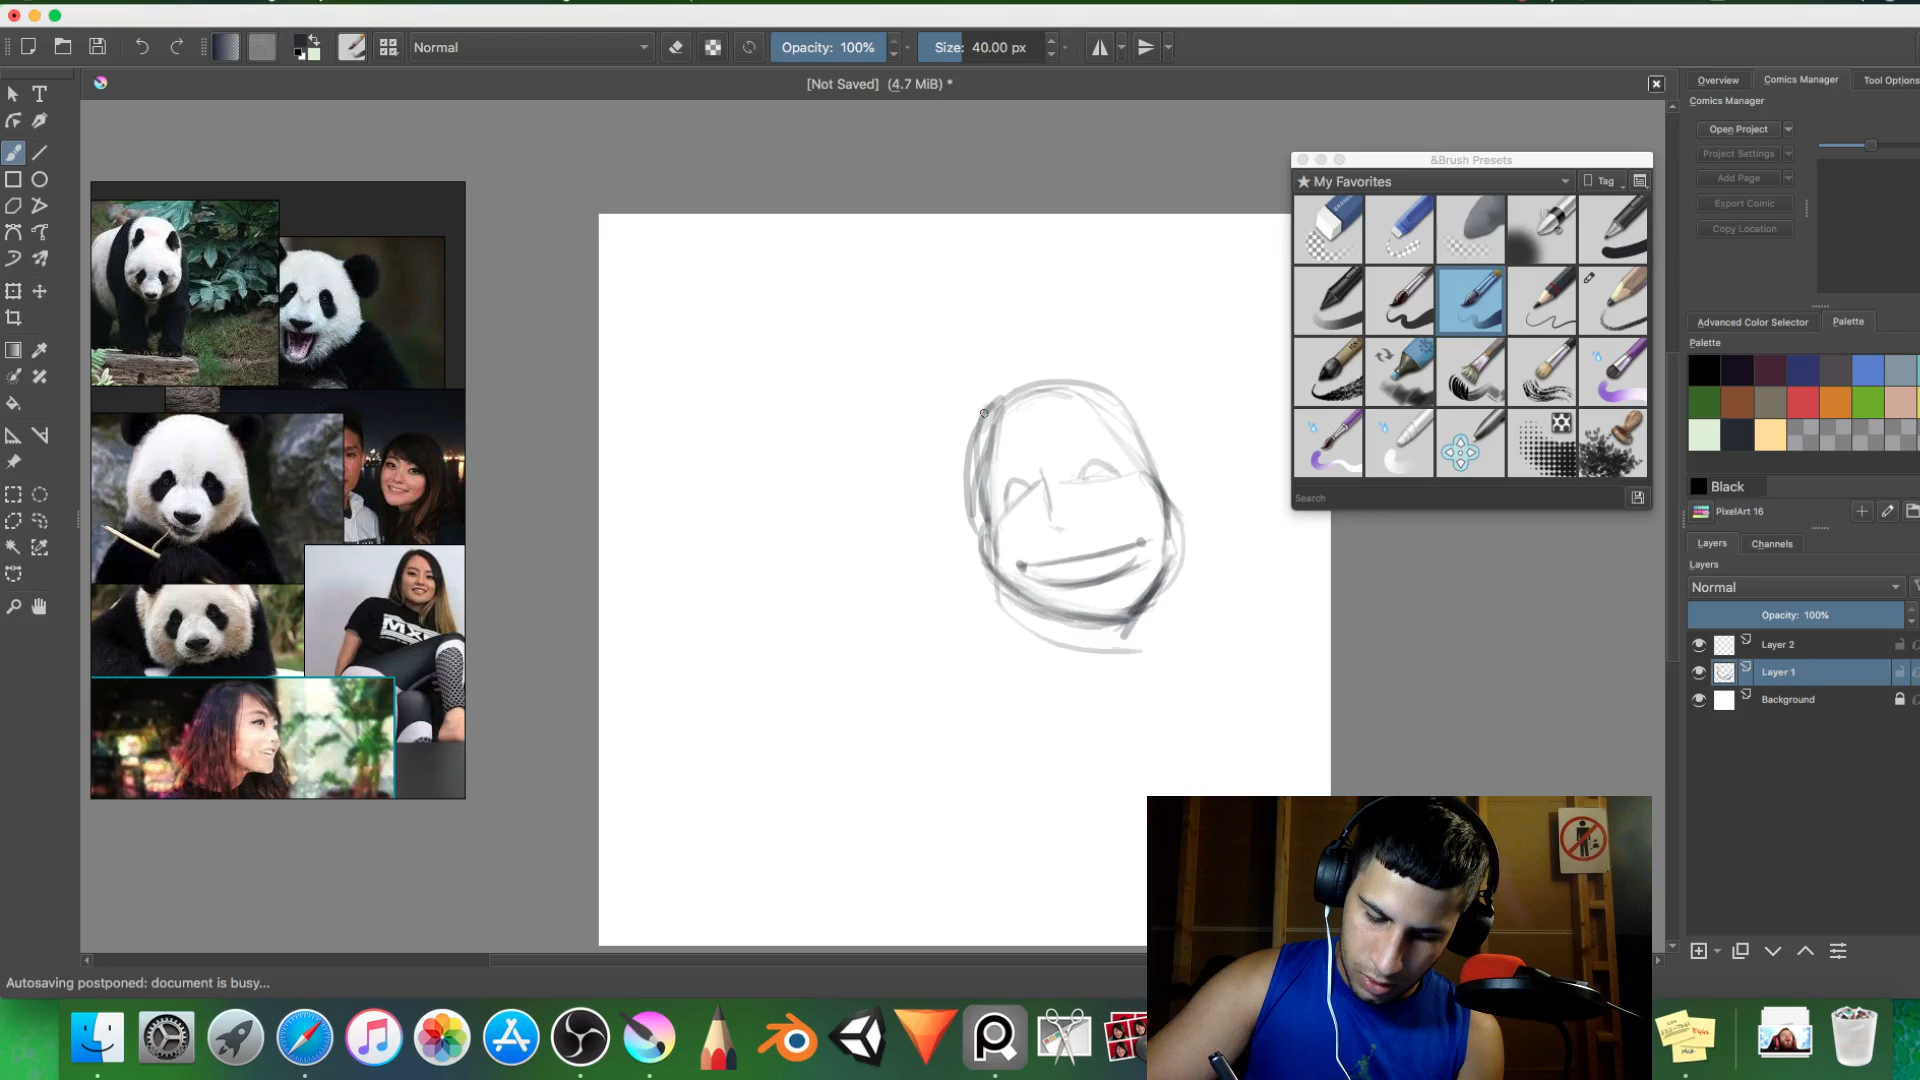 Normal
Opacity: 100%
Size: 40.00 px
[Not Saved] (4.7 MiB) *
Overview
Comics Manager
Tool Options
Comics Manager
Open Project
Project Settings
Add Page
Export Comic
Copy Location
&Brush Presets
★ My Favorites
Tag
Search
Advanced Color Selector
Palette
Palette
Black
PixelArt 16
Layers
Channels
Layers
Normal
Opacity: 100%
Layer 2
Layer 1
Background
Autosaving postponed: document is busy...